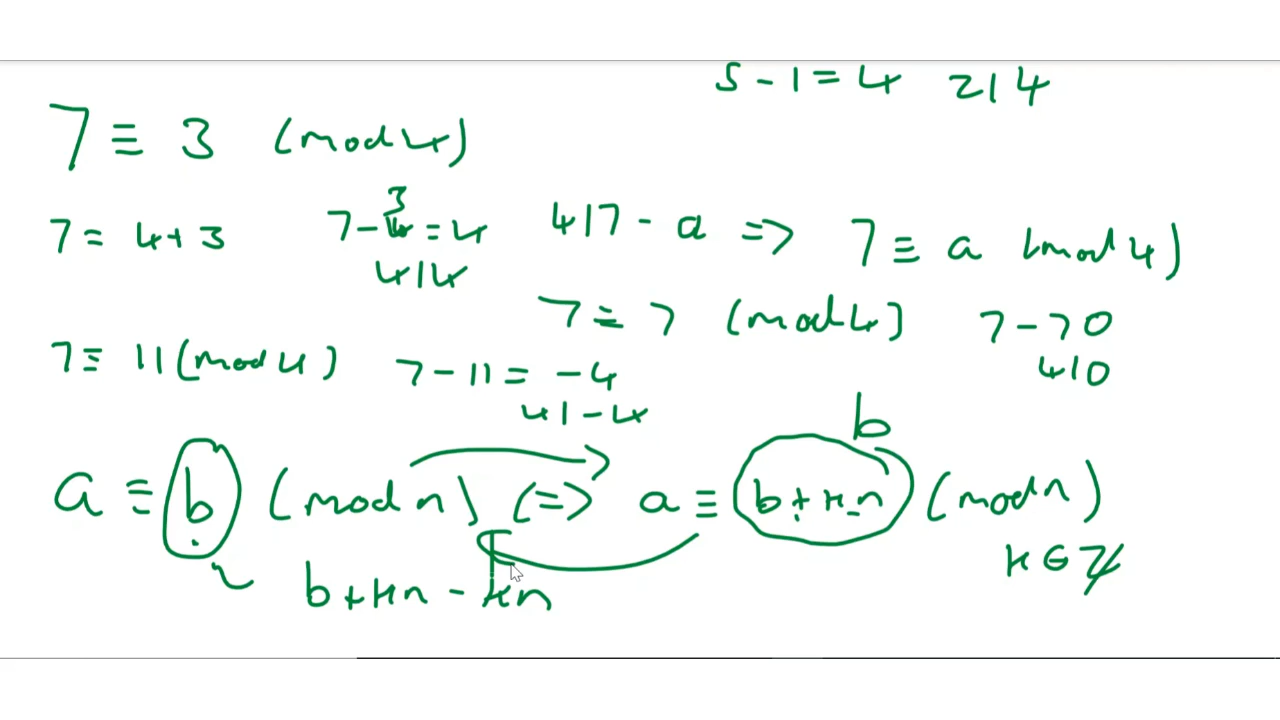 5 - 1 = 4 2 | 4
7 ≡ 3 (mod 4)
3
7 = 4 + 3 7 - = 4 4 | 7 - a => 7 ≡ a (mod 4)
4 | 4
7 ≡ 7 (mod 4) 7 - 7 0
7 ≡ 11 (mod 4) 7 - 11 = -4 4 | 0
4 | -4
b
a ≡ b (mod n) <=> a ≡ b + kn (mod n)
b + kn - kn k ∈ ℤ